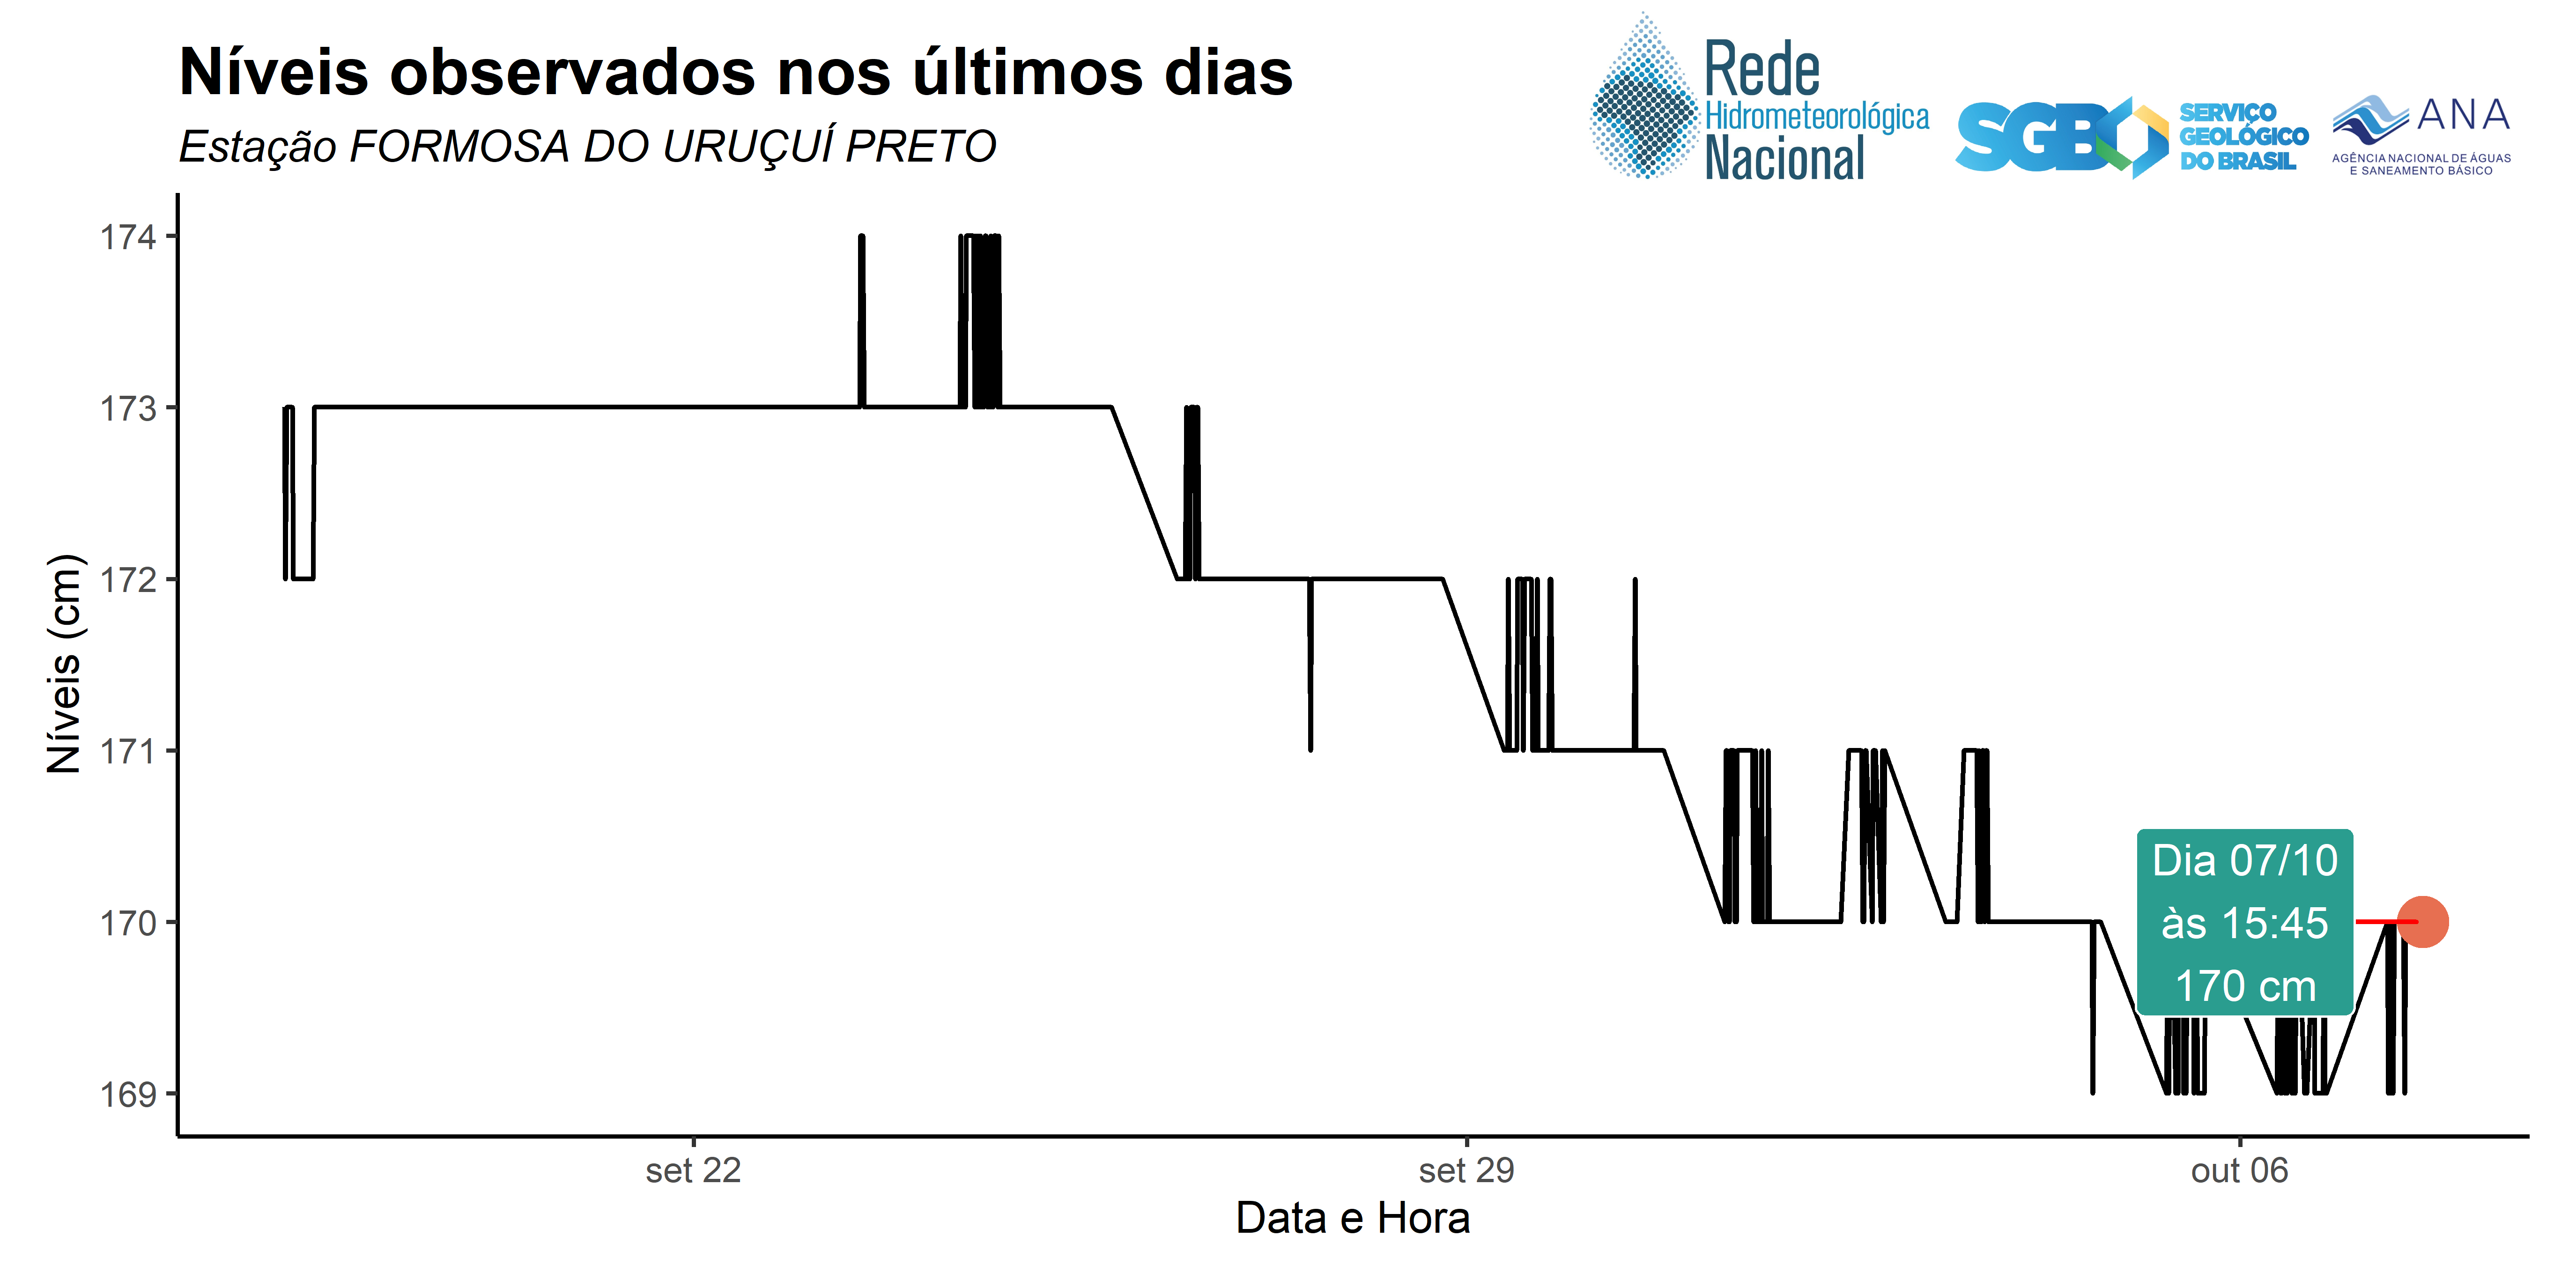 Níveis observados nos últimos dias
Estação FORMOSA DO URUÇUÍ PRETO
Rede
Hidrometeorológica
Nacional
SGB
SERVIÇO
GEOLÓGICO
DO BRASIL
ANA
AGÊNCIA NACIONAL DE ÁGUAS
E SANEAMENTO BÁSICO
Níveis (cm)
174
173
172
171
170
169
Dia 07/10
às 15:45
170 cm
set 22
set 29
out 06
Data e Hora